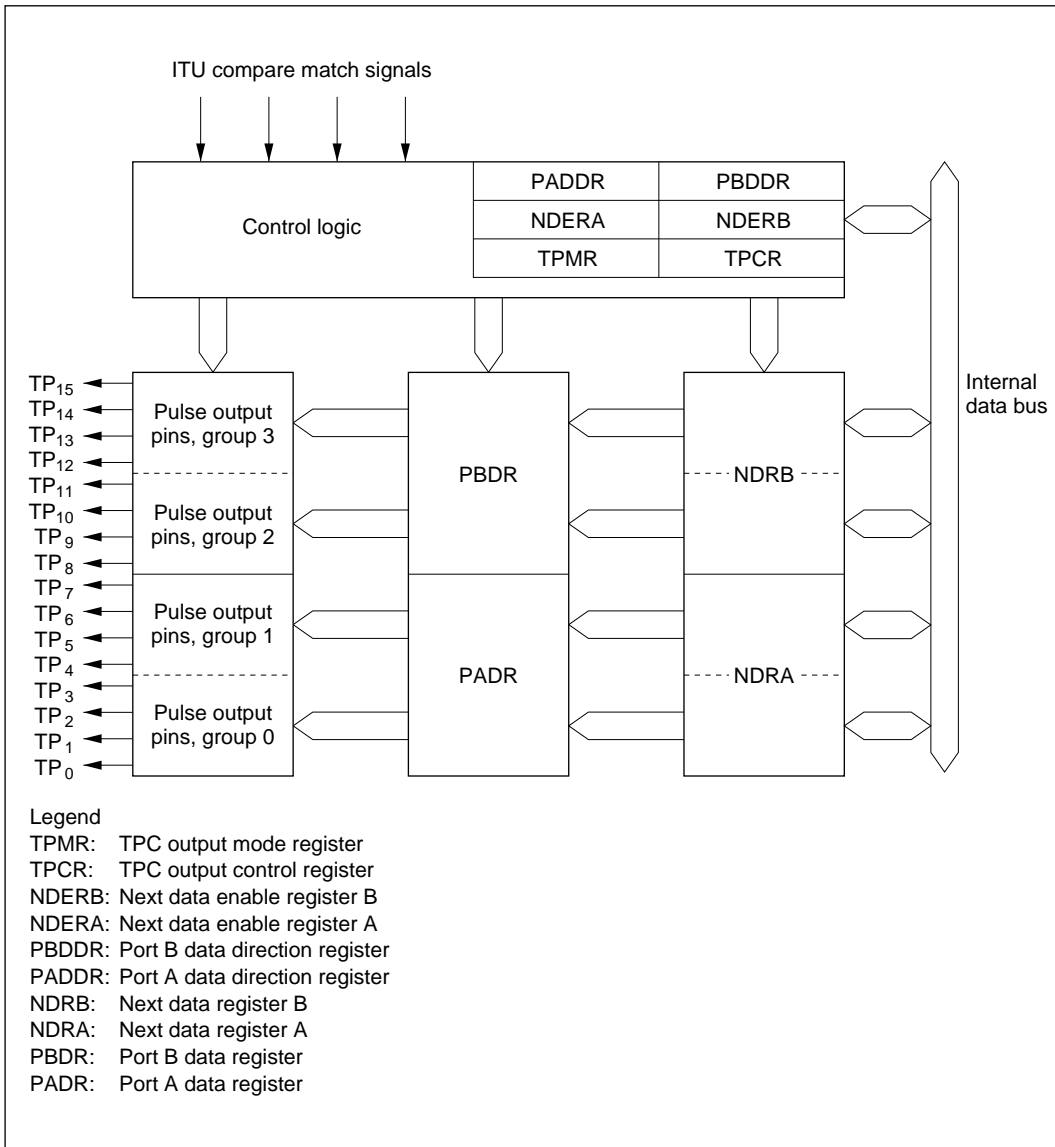 ITU compare match signals
Control logic
PADDR PBDDR
NDERA NDERB
TPMR TPCR
Internal
data bus
TP15
TP14
TP13
TP12
TP11
TP10
TP9
TP8
TP7
TP6
TP5
TP4
TP3
TP2
TP1
TP0
Pulse output
pins, group 3
Pulse output
pins, group 2
Pulse output
pins, group 1
Pulse output
pins, group 0
PBDR
PADR
NDRB
NDRA
Legend
TPMR: TPC output mode register
TPCR: TPC output control register
NDERB: Next data enable register B
NDERA: Next data enable register A
PBDDR: Port B data direction register
PADDR: Port A data direction register
NDRB: Next data register B
NDRA: Next data register A
PBDR: Port B data register
PADR: Port A data register